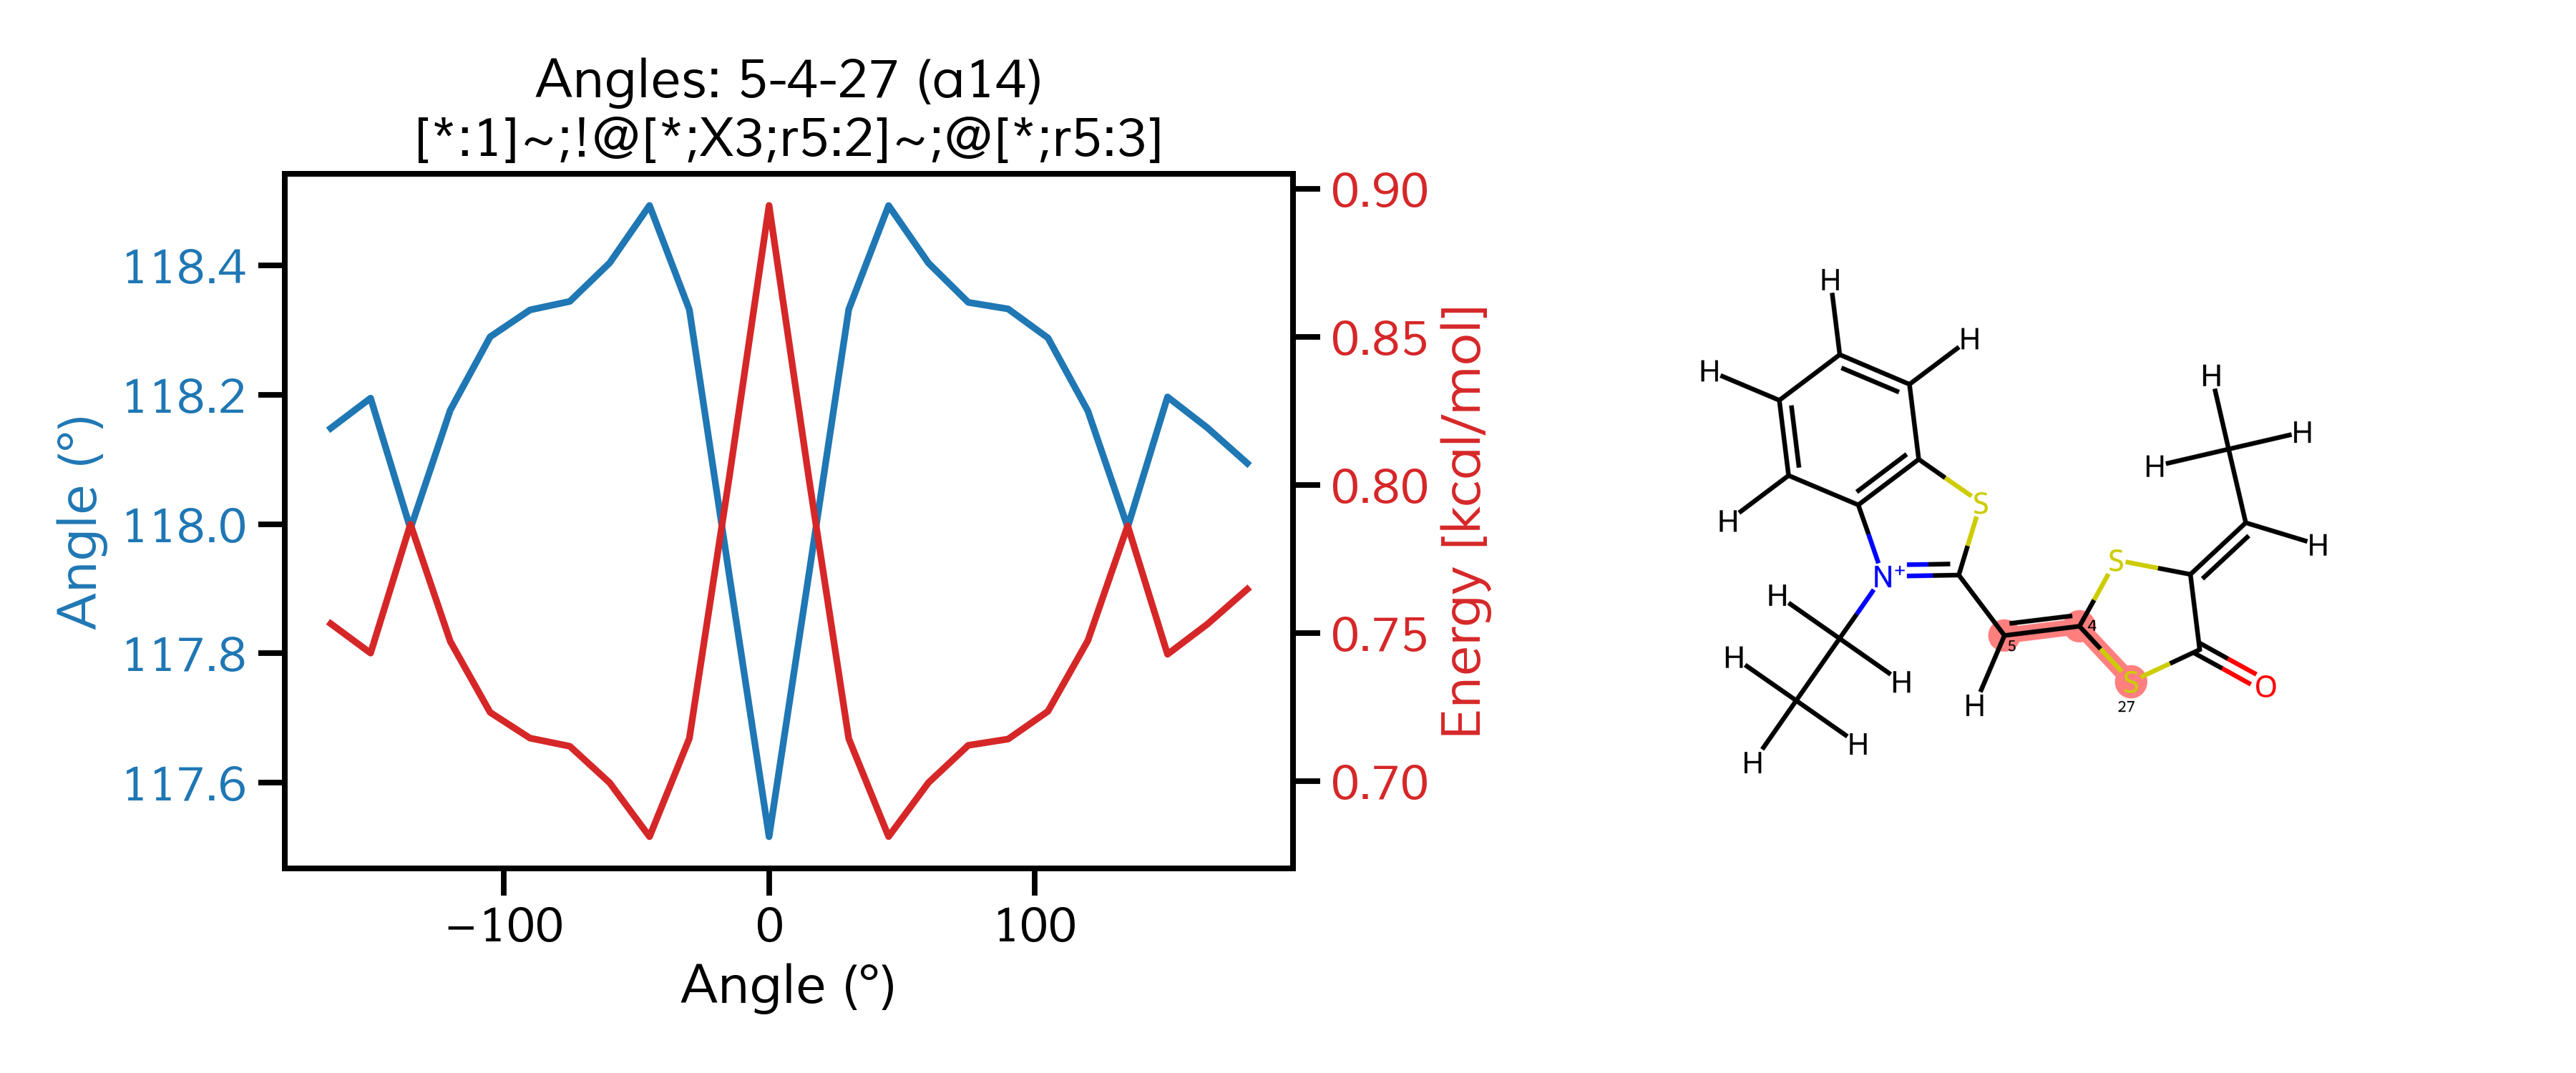 Angles: 5-4-27 (a14)
[*:1]~;!@[*;X3;r5:2]~;@[*;r5:3]
Angle (°)
118.4
118.2
118.0
117.8
117.6
0.90
0.85
0.80
0.75
0.70
Energy [kcal/mol]
−100
0
100
Angle (°)
H
H
H
H
H
H
H
S
H
H
S
N+
H
H
4
5
H
H
S
27
O
H
H
H